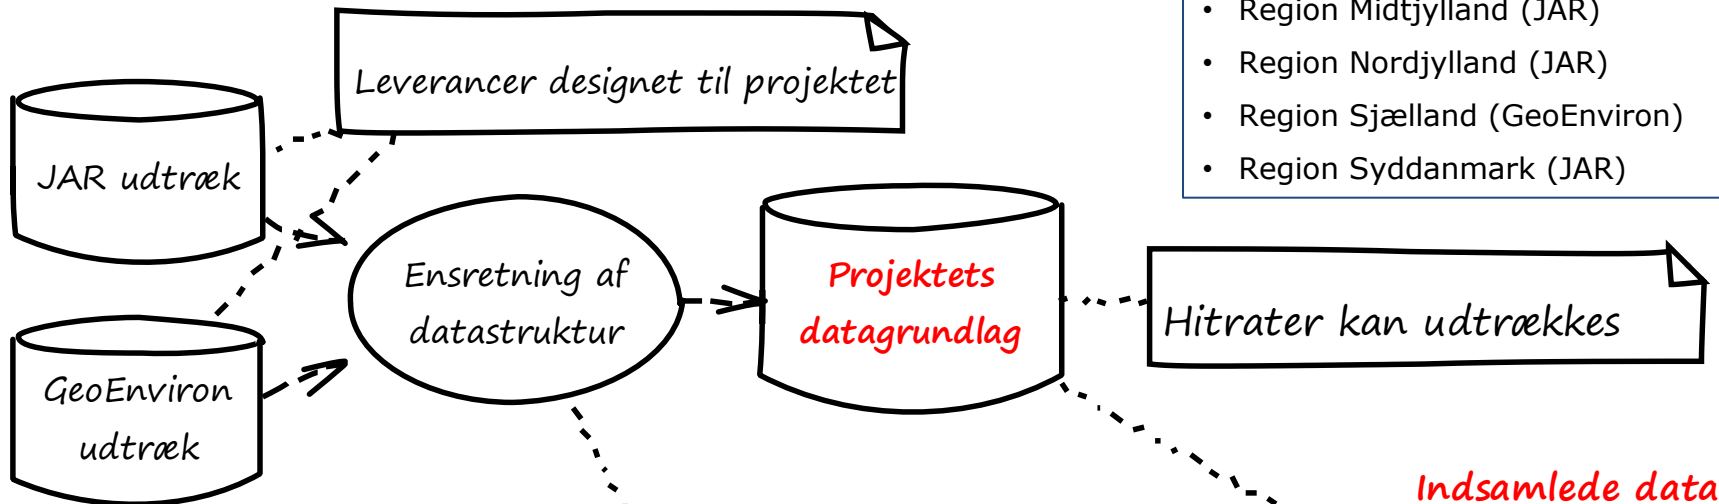 • Region Midtjylland (JAR)
• Region Nordjylland (JAR)
• Region Sjælland (GeoEnviron)
• Region Syddanmark (JAR)
Leverancer designet til projektet
JAR udtræk
Ensretning af
datastruktur
Projektets
datagrundlag
Hitrater kan udtrækkes
GeoEnviron
udtræk
Indsamlede data